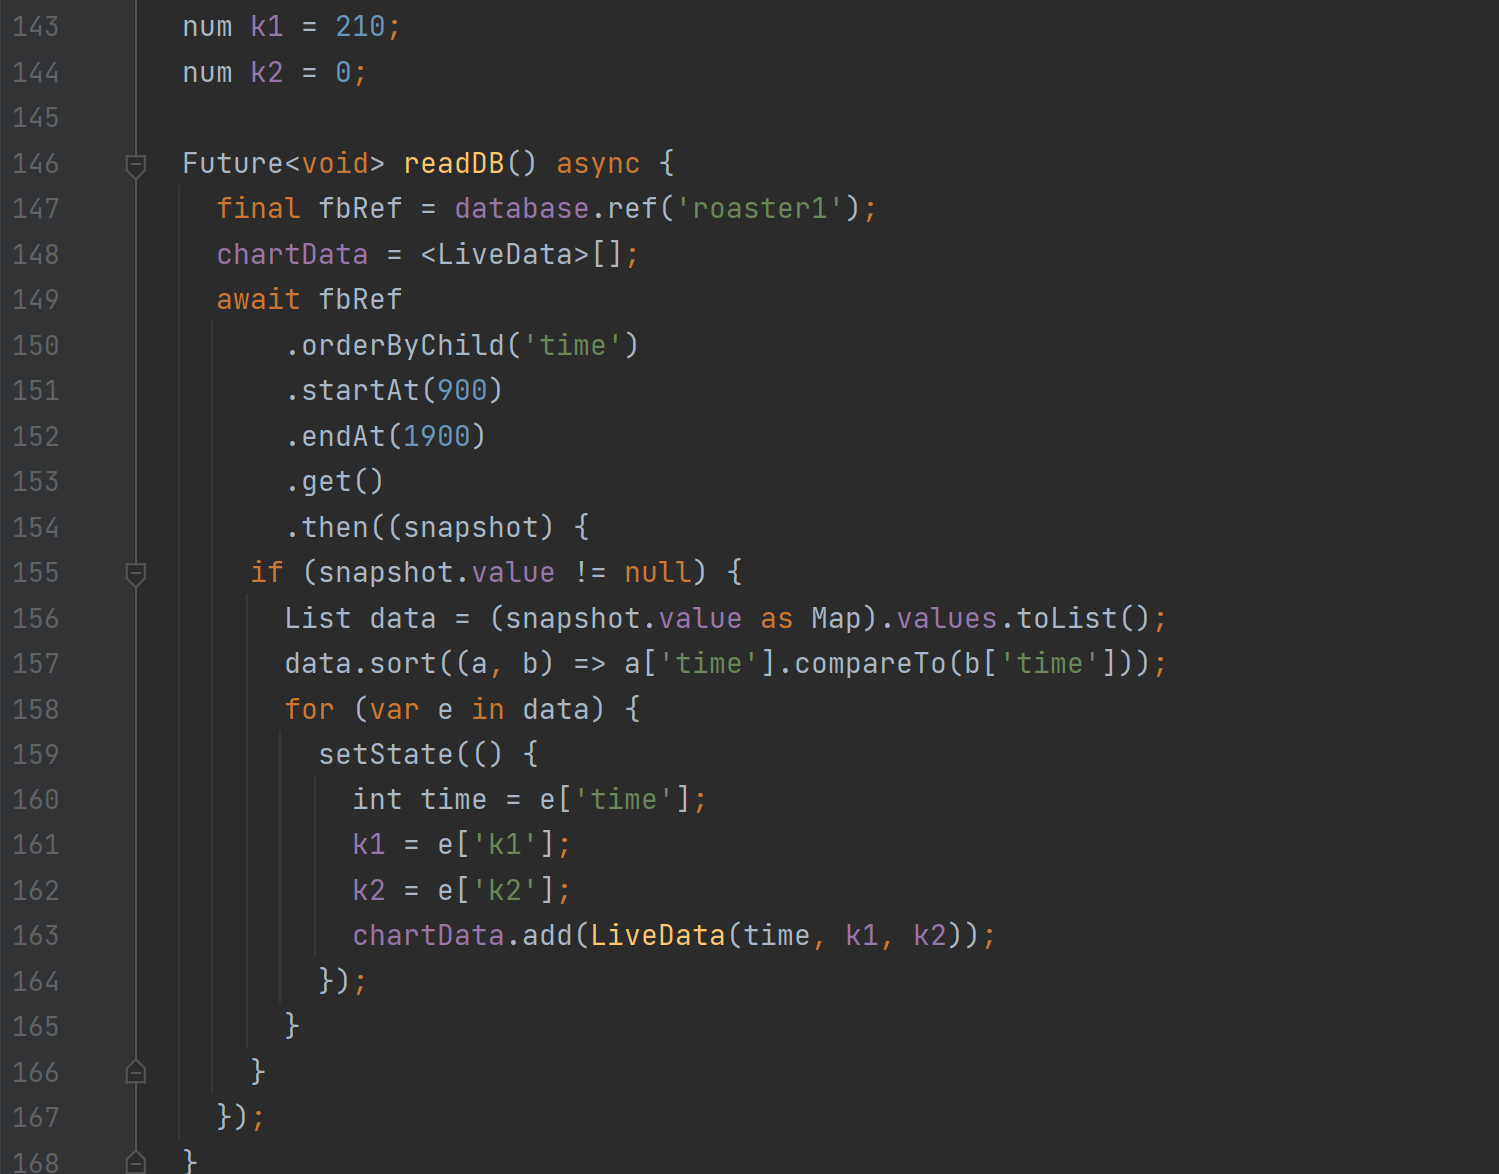 143 num k1 = 210;
144 num k2 = 0;
145
146 Future<void> readDB() async {
147 final fbRef = database.ref('roaster1');
148 chartData = <LiveData>[];
149 await fbRef
150 .orderByChild('time')
151 .startAt(900)
152 .endAt(1900)
153 .get()
154 .then((snapshot) {
155 if (snapshot.value != null) {
156 List data = (snapshot.value as Map).values.toList();
157 data.sort((a, b) => a['time'].compareTo(b['time']));
158 for (var e in data) {
159 setState(() {
160 int time = e['time'];
161 k1 = e['k1'];
162 k2 = e['k2'];
163 chartData.add(LiveData(time, k1, k2));
164 });
165 }
166 }
167 });
168 }